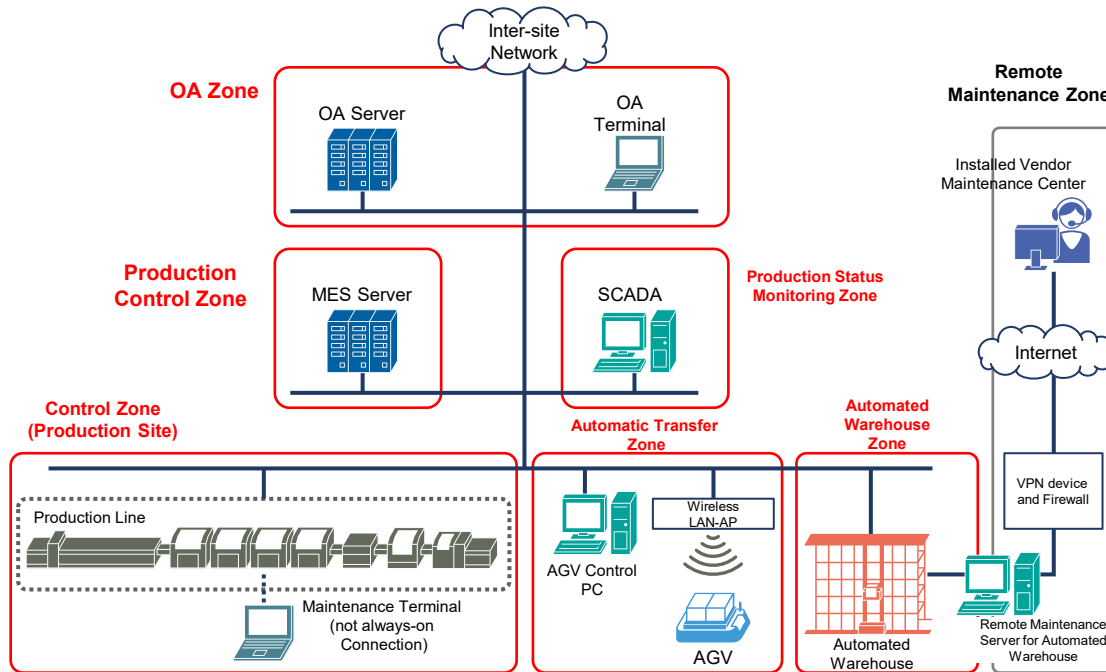 Inter-site
Network
OA Zone
OA Server
OA
Terminal
Remote
Maintenance Zone
Installed Vendor
Maintenance Center
Production
Control Zone
MES Server
SCADA
Production Status
Monitoring Zone
Internet
Control Zone
(Production Site)
Automatic Transfer
Zone
Automated
Warehouse
Zone
VPN device
and Firewall
Production Line
Wireless
LAN-AP
AGV Control
PC
Maintenance Terminal
(not always-on
Connection)
AGV
Automated
Warehouse
Remote Maintenance
Server for Automated
Warehouse